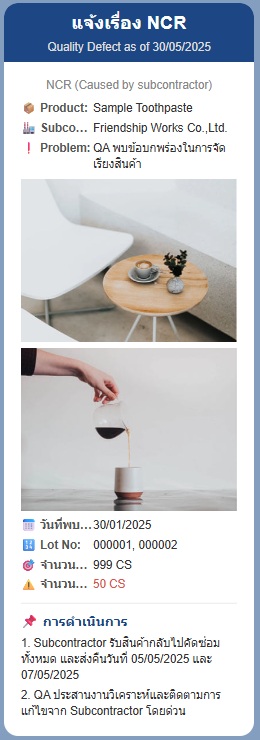 แจ้งเรื่อง NCR
Quality Defect as of 30/05/2025
NCR (Caused by subcontractor)
Product: Sample Toothpaste
Subco... Friendship Works Co.,Ltd.
Problem: QA พบข้อบกพร่องในการจัด
เรียงสินค้า
วันที่พบ... 30/01/2025
Lot No: 000001, 000002
จำนวน... 999 CS
จำนวน... 50 CS
การดำเนินการ
1. Subcontractor รับสินค้ากลับไปคัดซ่อม
ทั้งหมด และส่งคืนวันที่ 05/05/2025 และ
07/05/2025
2. QA ประสานงานวิเคราะห์และติดตามการ
แก้ไขจาก Subcontractor โดยด่วน